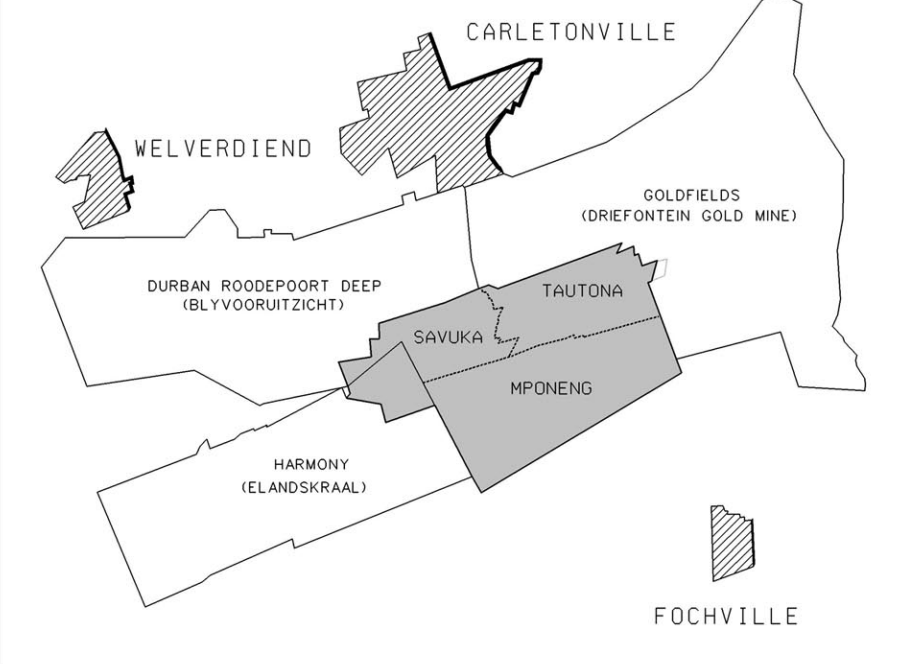 CARLETONVILLE
WELVERDIEND
GOLDFIELDS
(DRIEFONTEIN GOLD MINE)
DURBAN ROODEPOORT DEEP
(BLYVOORUITZICHT)
TAUTONA
SAVUKA
MPONENG
HARMONY
(ELANDSKRAAL)
FOCHVILLE